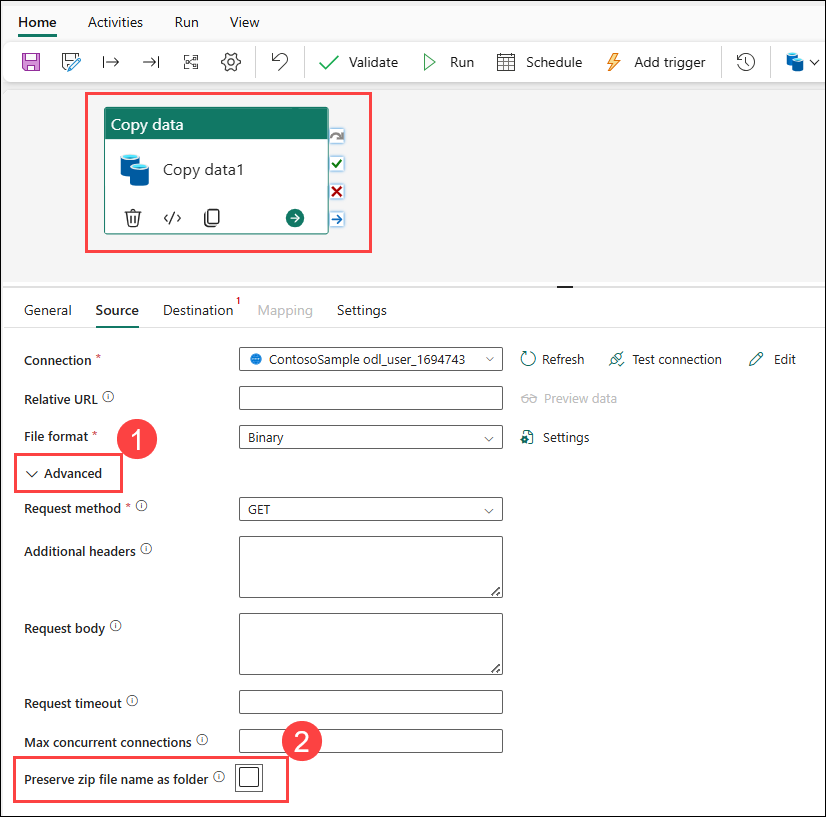 Home Activities Run View
Validate Run Schedule Add trigger
Copy data
Copy data1
General Source Destination 1 Mapping Settings
Connection * ContosoSample odl_user_1694743 Refresh Test connection Edit
Relative URL Preview data
File format * Binary Settings
1
Advanced
Request method * GET
Additional headers
Request body
Request timeout
Max concurrent connections
2
Preserve zip file name as folder